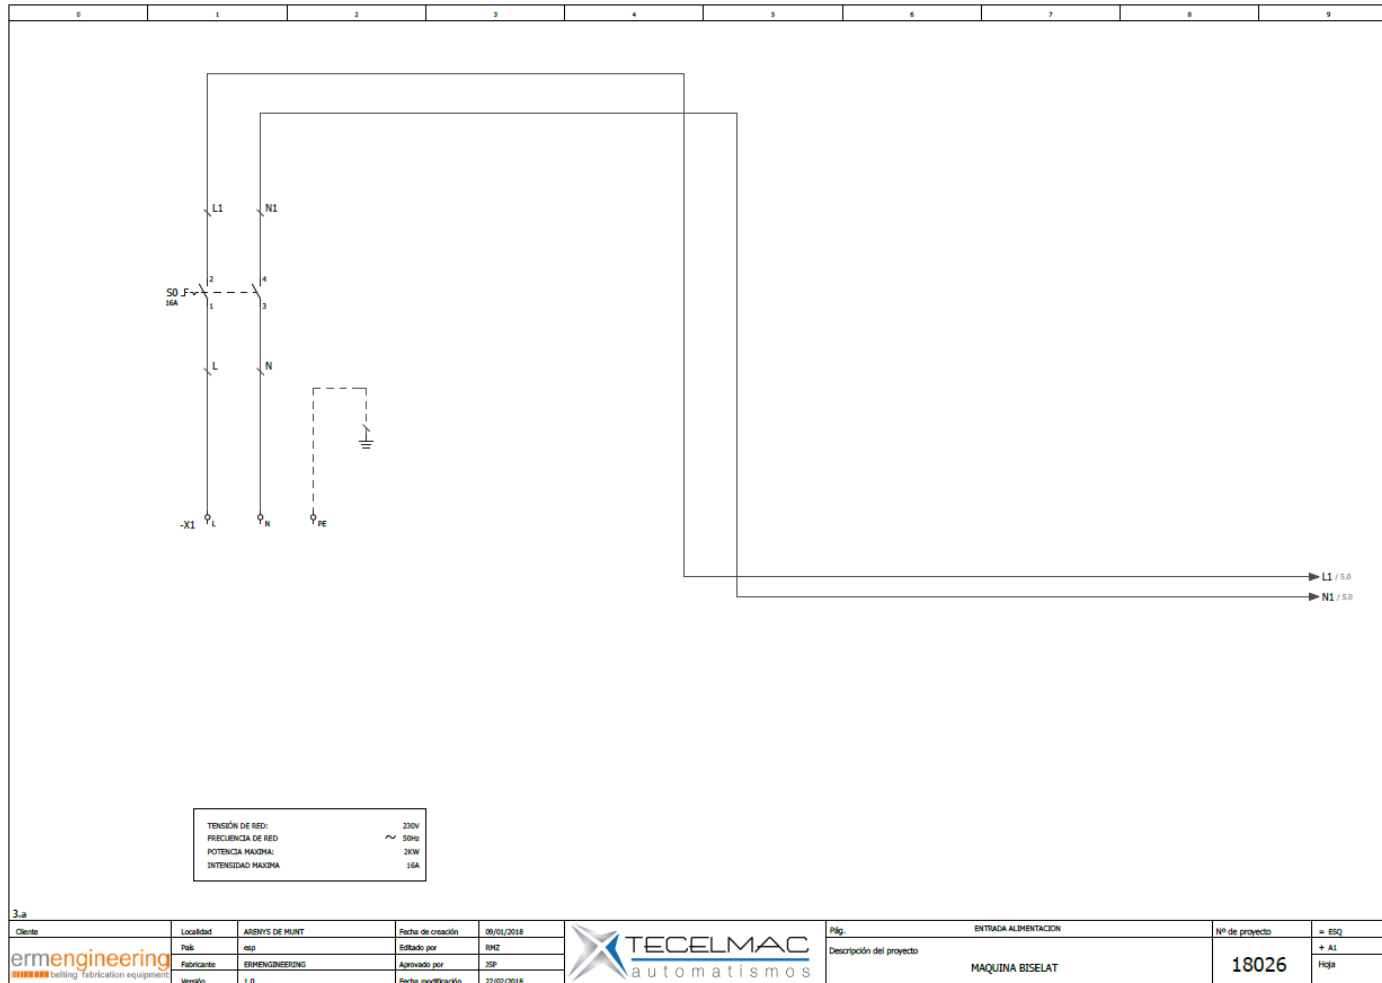 0 1 2 3 4 5 6 7 8 9
L1 N1
2 4
S0
16A
1 3
L N
-X1 L N PE
L1 / 5.0
N1 / 5.0
TENSIÓN DE RED: 230V
FRECUENCIA DE RED ~ 50Hz
POTENCIA MAXIMA: 2KW
INTENSIDAD MAXIMA 16A
3.a
Cliente
ermengineering
belting fabrication equipment
Localidad ARENYS DE MUNT
País esp
Fabricante ERMENGINEERING
Versión 1.0
Fecha de creación 09/01/2018
Editado por RMZ
Aprovado por JSP
Fecha modificación 22/02/2018
TECELMAC
automatismos
Pág. ENTRADA ALIMENTACION
Descripción del proyecto
MAQUINA BISELAT
Nº de proyecto
18026
= ESQ
+ A1
Hoja